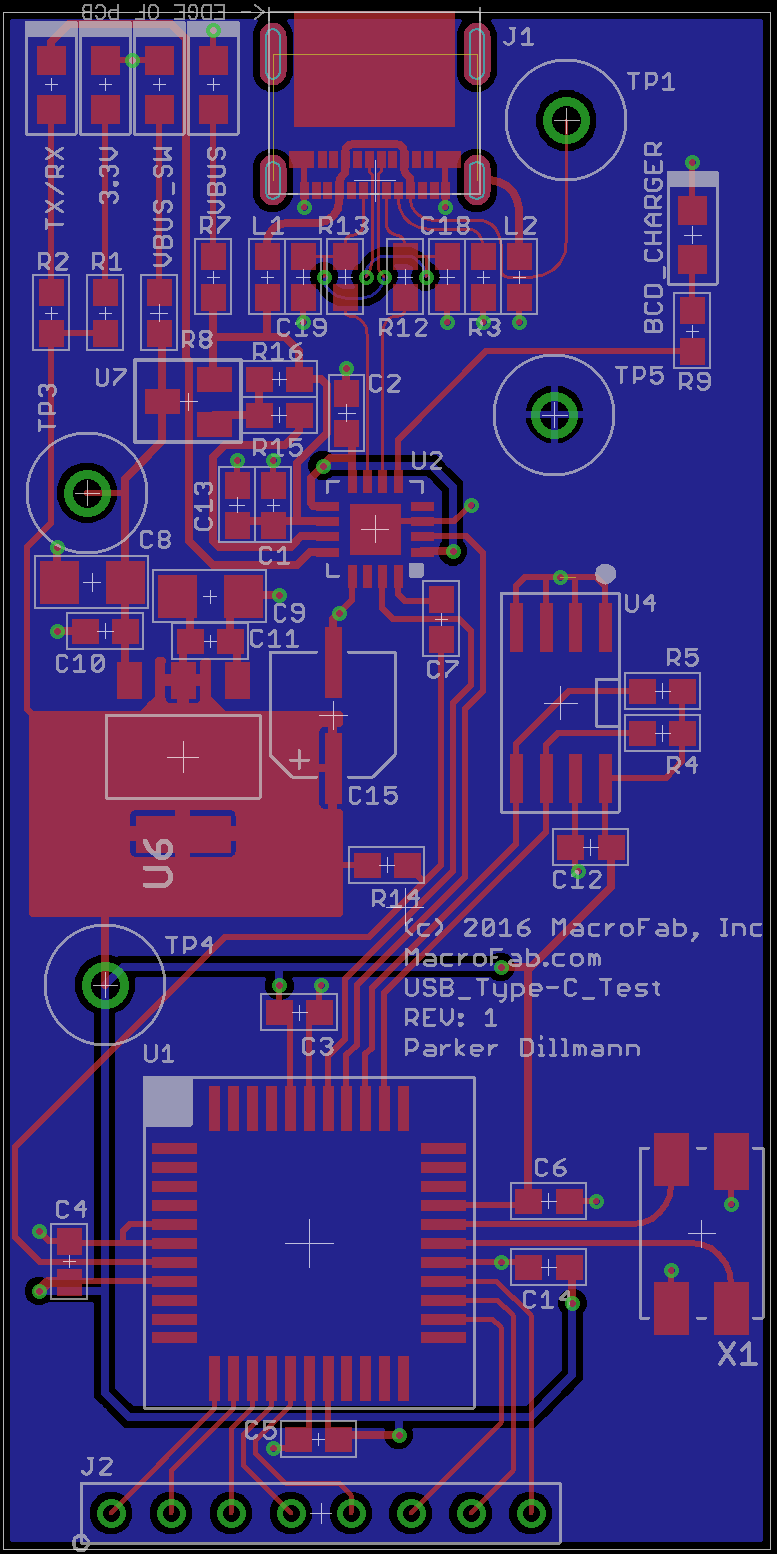 <- EDGE OF PCB
J1
TP1
TX/RX
3.3V
VBUS_SW
VBUS
BCD_CHARGER
R7
L1
R13
C18
L2
R2
R1
C19
R12
R3
R8
R16
TP5
U7
C2
R9
TP3
R15
U2
C13
C1
C8
C9
U4
C10
C11
C7
R5
R4
C15
U6
R14
C12
(c) 2016 MacroFab, Inc
MacroFab.com
USB_Type-C_Test
REV: 1
Parker Dillmann
TP4
C3
U1
C6
C4
C14
X1
C5
J2
+